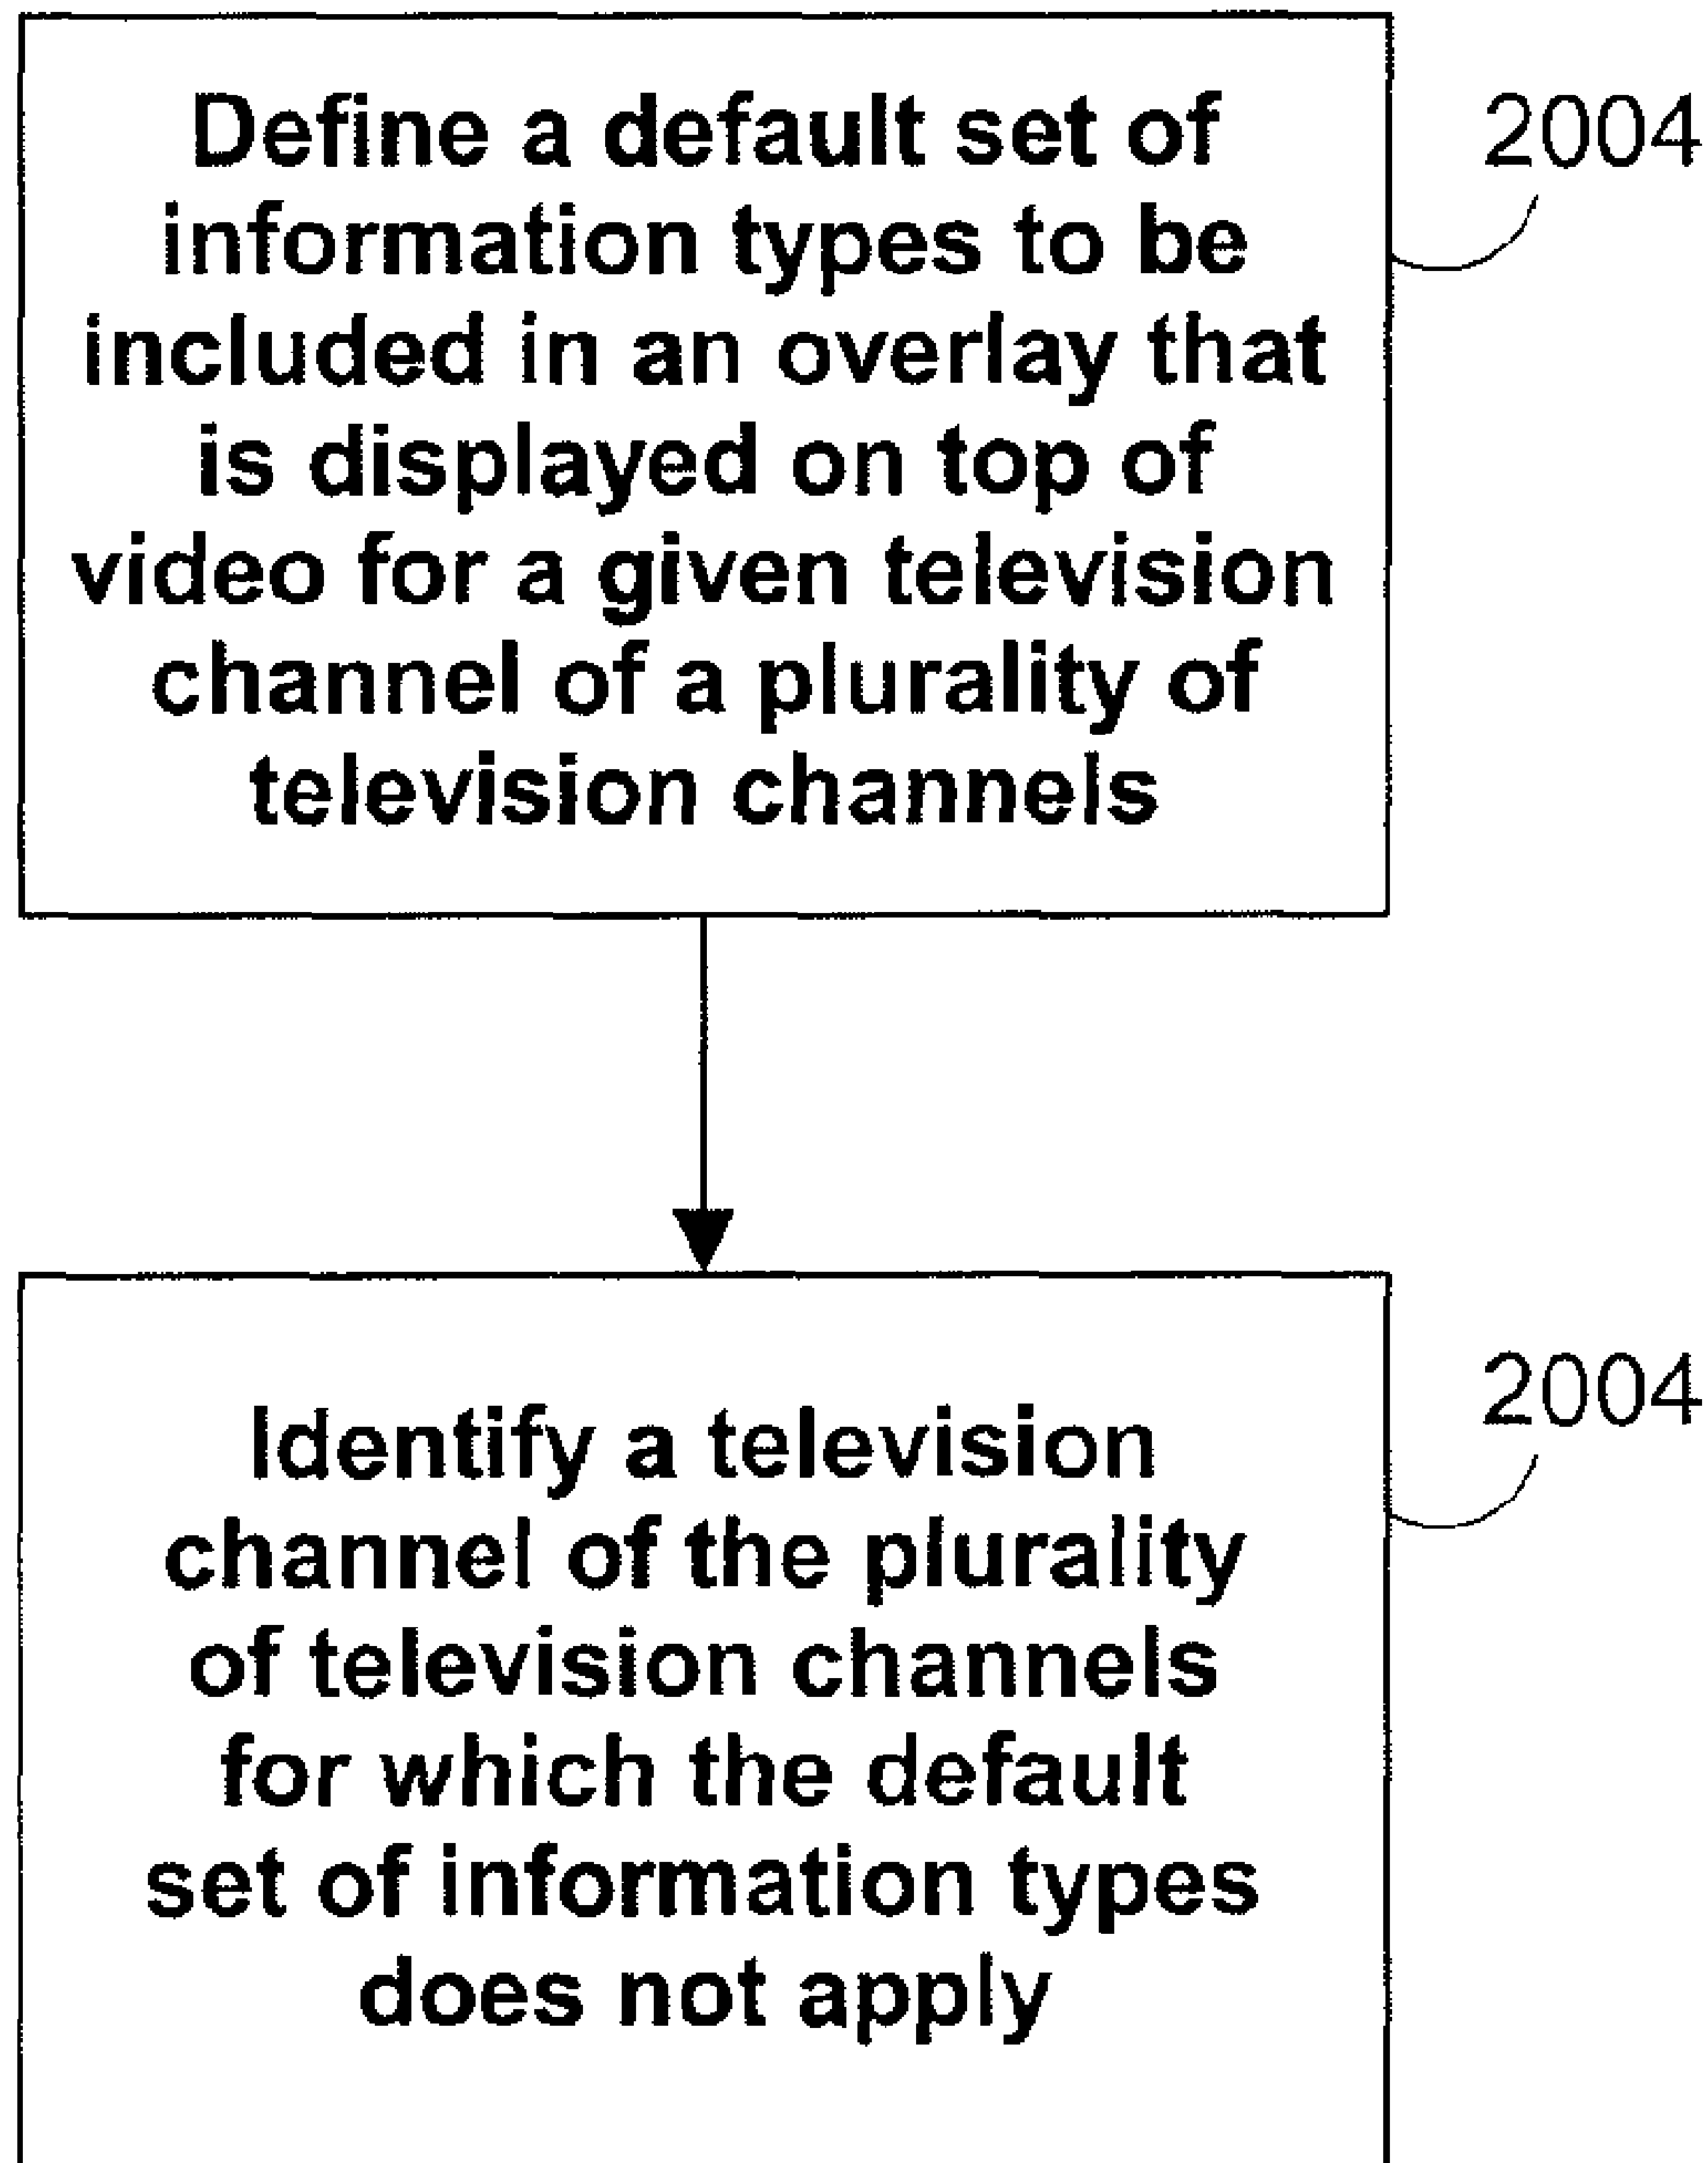 Define a default set of
2004
information types to be
included in an overlay that
is displayed on top of
video for a given television
channel of a plurality of
television channels
2004
Identify a television
channel of the plurality
of television channels
for which the default
set of information types
does not apply